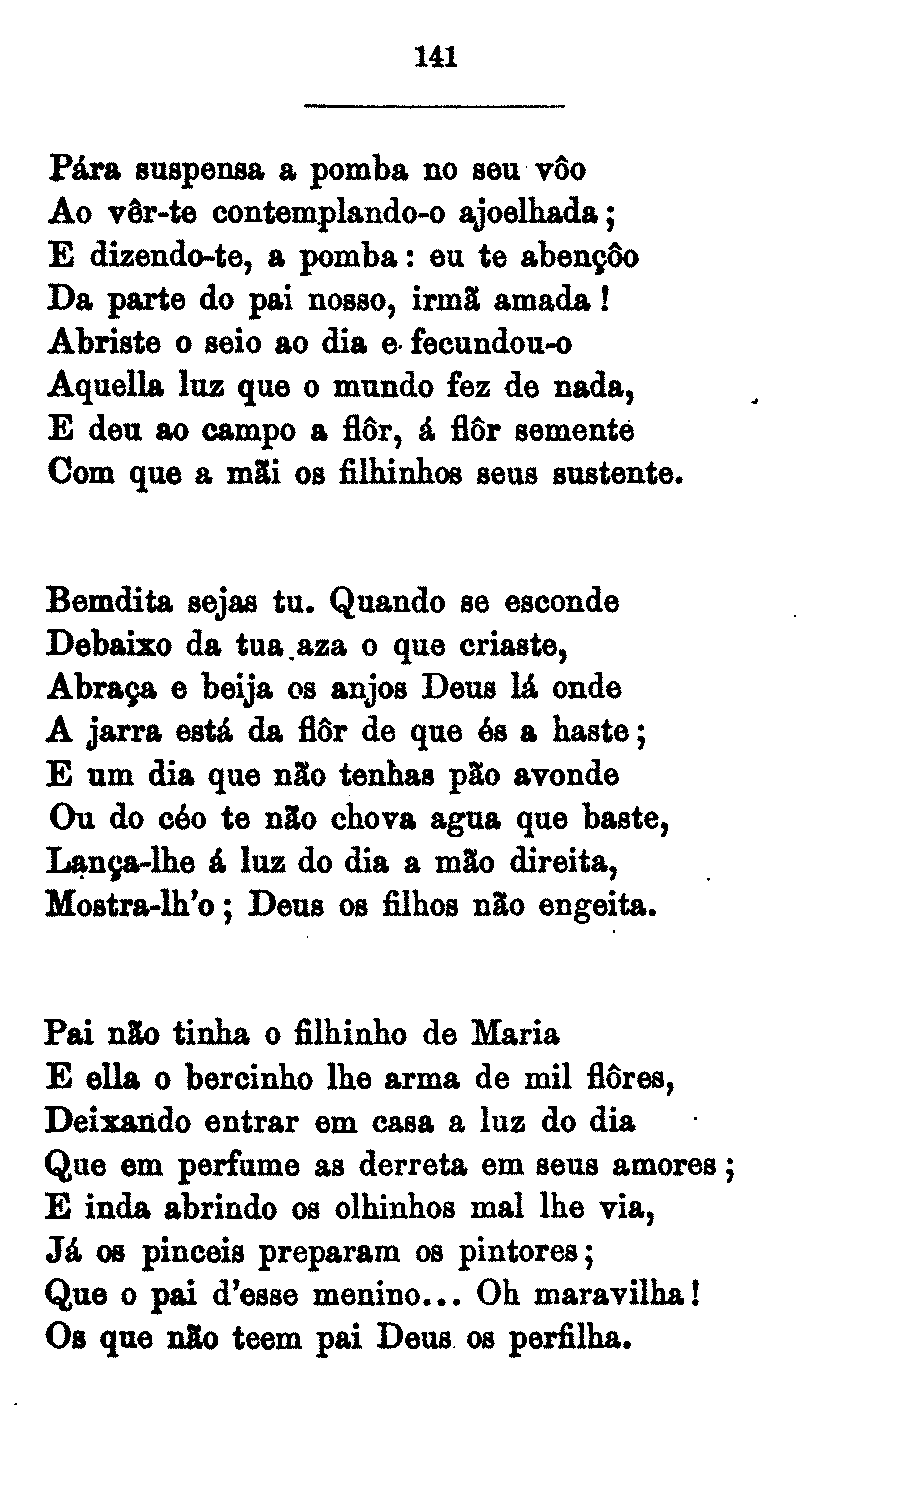 141
Pára suspensa a pomba no seu vôo
Ao vêr-te contemplando-o ajoelhada;
E dizendo-te, a pomba: eu te abençôo
Da parte do pai nosso, irmã amada!
Abriste o seio ao dia e fecundou-o
Aquella luz que o mundo fez de nada,
E deu ao campo a flôr, á flôr semente
Com que a mãi os filhinhos seus sustente.
Bemdita sejas tu. Quando se esconde
Debaixo da tua aza o que criaste,
Abraça e beija os anjos Deus lá onde
A jarra está da flôr de que és a haste;
E um dia que não tenhas pão avonde
Ou do céo te não chova agua que baste,
Lança-lhe á luz do dia a mão direita,
Mostra-lh'o; Deus os filhos não engeita.
Pai não tinha o filhinho de Maria
E ella o bercinho lhe arma de mil flôres,
Deixando entrar em casa a luz do dia
Que em perfume as derreta em seus amores;
E inda abrindo os olhinhos mal lhe via,
Já os pinceis preparam os pintores;
Que o pai d'esse menino... Oh maravilha!
Os que não teem pai Deus os perfilha.